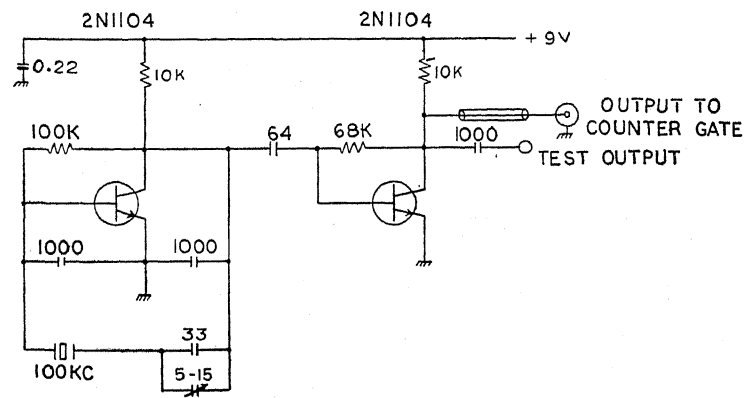 2N1104 2N1104
+ 9V
0.22
10K 10K
OUTPUT TO
COUNTER GATE
100K 64 68K 1000
TEST OUTPUT
1000 1000
33
100KC 5-15